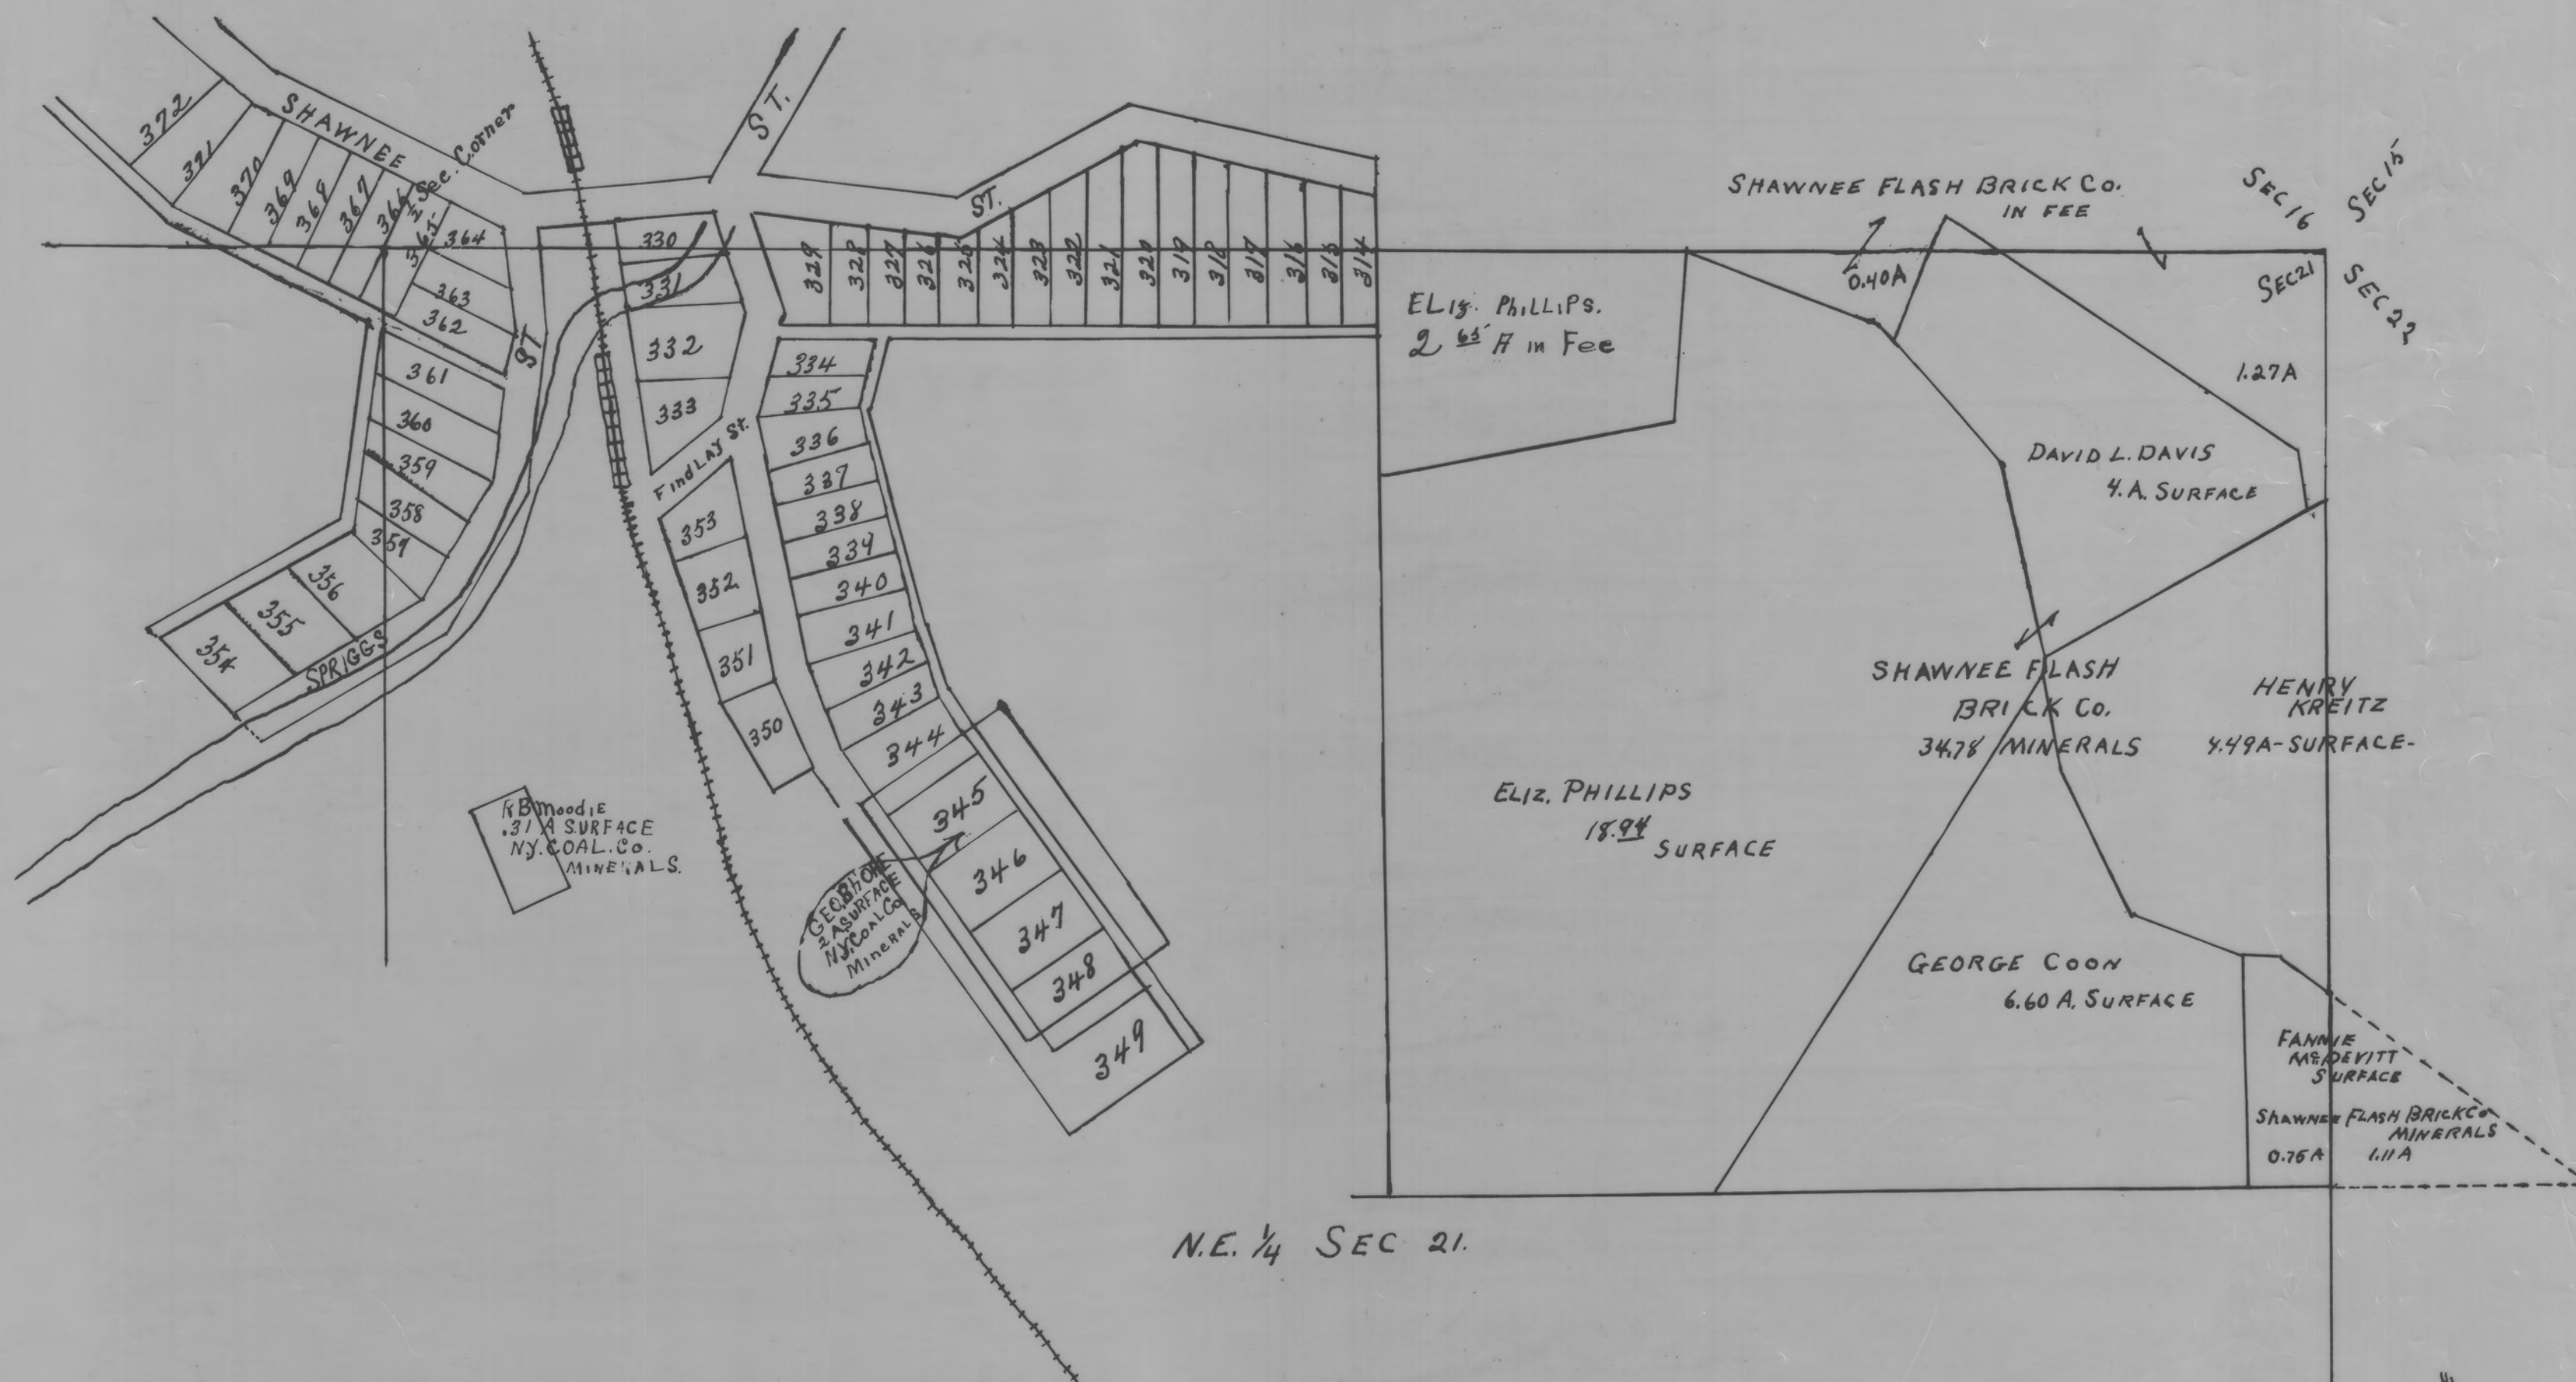 372
371
370
369
368
367
366
365
364
363
362
SHAWNEE
½ Sec. Corner
ST.
ST.
ST
330
331
332
333
Findlay St.
329
328
327
326
325
324
323
322
321
320
319
318
317
316
315
314
334
335
336
337
338
339
340
341
342
343
344
345
346
347
348
349
353
352
351
350
361
360
359
358
359
356
355
354
SPRIGGS
RB Moodie
.31 A SURFACE
N.Y. COAL. Co.
MINERALS.
2 A SURFACE
N.Y. Coal Co
Minerals
ELIZ. PHILLIPS.
2 65 A in Fee
SHAWNEE FLASH BRICK Co.
IN FEE
0.40A
SEC 16
SEC 15
SEC 21
SEC 22
1.27A
DAVID L. DAVIS
4. A. SURFACE
SHAWNEE FLASH
BRICK Co.
34.78 MINERALS
HENRY
KREITZ
4.49A-SURFACE-
ELIZ. PHILLIPS
18.94
SURFACE
GEORGE COON
6.60 A. SURFACE
FANNIE
McDEVITT
SURFACE
SHAWNEE FLASH BRICK Co
MINERALS
0.75A 1.11A
N.E. ¼ SEC 21.